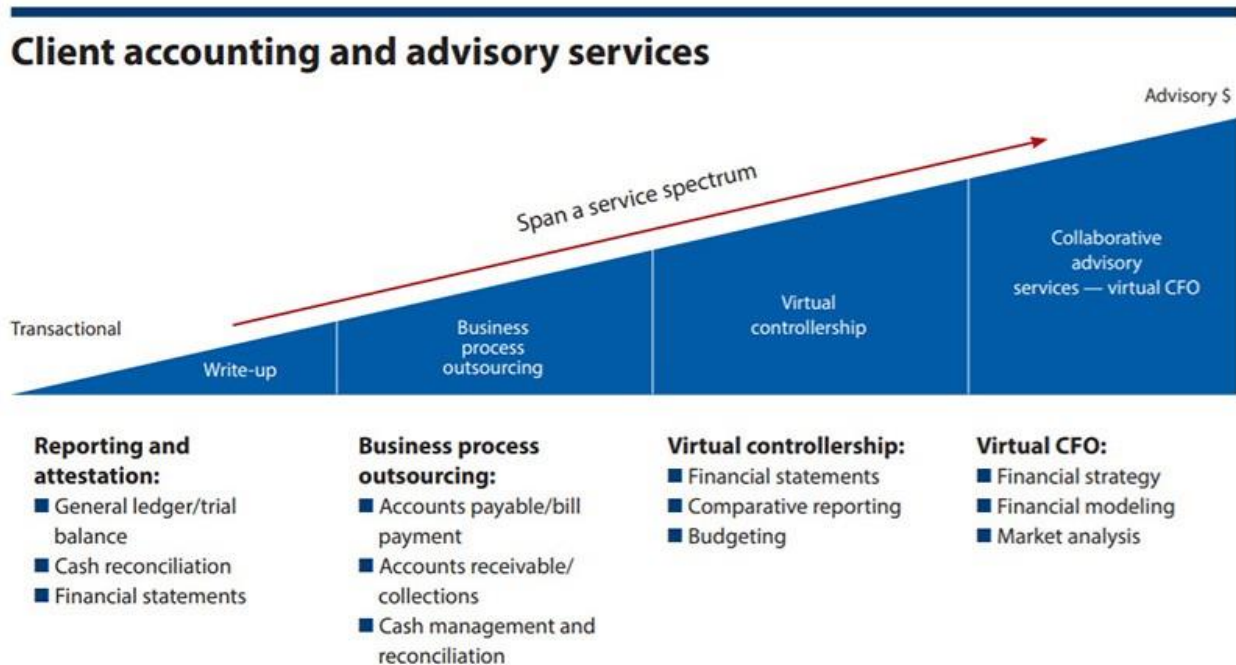 Client accounting and advisory services
Advisory $
Span a service spectrum
Transactional
Write-up
Business
process
outsourcing
Virtual
controllership
Collaborative
advisory
services — virtual CFO
Reporting and
attestation:
General ledger/trial
balance
Cash reconciliation
Financial statements
Business process
outsourcing:
Accounts payable/bill
payment
Accounts receivable/
collections
Cash management and
reconciliation
Virtual controllership:
Financial statements
Comparative reporting
Budgeting
Virtual CFO:
Financial strategy
Financial modeling
Market analysis